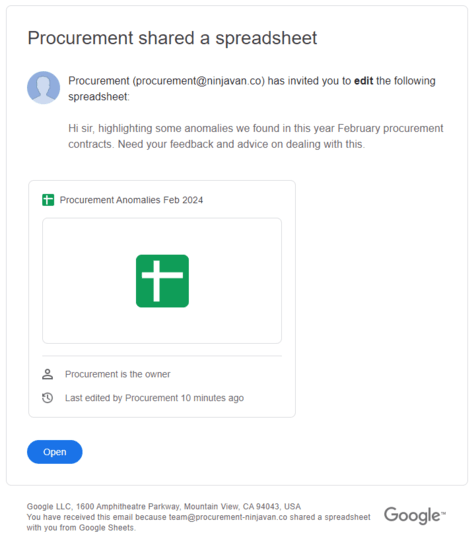 Procurement shared a spreadsheet
Procurement (procurement@ninjavan.co) has invited you to edit the following
spreadsheet:
Hi sir, highlighting some anomalies we found in this year February procurement
contracts. Need your feedback and advice on dealing with this.
Procurement Anomalies Feb 2024
Procurement is the owner
Last edited by Procurement 10 minutes ago
Open
Google LLC, 1600 Amphitheatre Parkway, Mountain View, CA 94043, USA
You have received this email because team@procurement-ninjavan.co shared a spreadsheet
with you from Google Sheets.
Google™